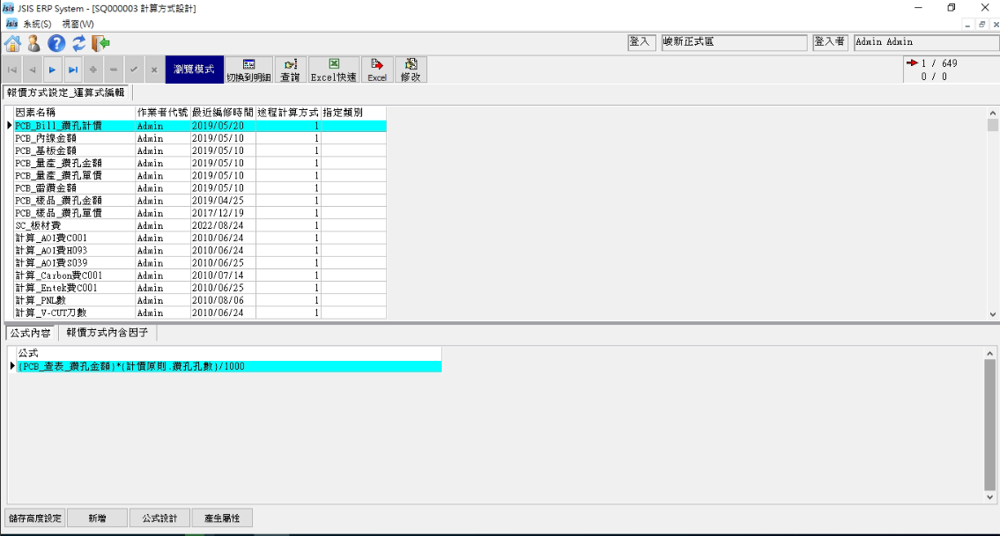 JSIS ERP System - [SQ000003 計算方式設計]
系統(S) 視窗(W)
登入 峻新正式區 登入者 Admin Admin
瀏覽模式 切換到明細 查詢 Excel快速 Excel 修改
1 / 649
0 / 0
報價方式設定_運算式編輯
因素名稱 作業者代號 最近編修時間 途程計算方式 指定類別
PCB_Bill_鑽孔計價 Admin 2019/05/20 1
PCB_內線金額 Admin 2019/05/10 1
PCB_基板金額 Admin 2019/05/10 1
PCB_量產_鑽孔金額 Admin 2019/05/10 1
PCB_量產_鑽孔單價 Admin 2019/05/10 1
PCB_雷鑽金額 Admin 2019/05/10 1
PCB_樣品_鑽孔金額 Admin 2019/04/25 1
PCB_樣品_鑽孔單價 Admin 2017/12/19 1
SC_板材費 Admin 2022/08/24 1
計算_AOI費C001 Admin 2010/06/24 1
計算_AOI費H093 Admin 2010/06/24 1
計算_AOI費S039 Admin 2010/06/25 1
計算_Carbon費C001 Admin 2010/07/14 1
計算_Entek費C001 Admin 2010/06/25 1
計算_PNL數 Admin 2010/08/06 1
計算_V-CUT刀數 Admin 2010/06/24 1
公式內容 報價方式內含因子
公式
{PCB_查表_鑽孔金額}*{計價原則.鑽孔孔數}/1000
儲存高度設定 新增 公式設計 產生屬性